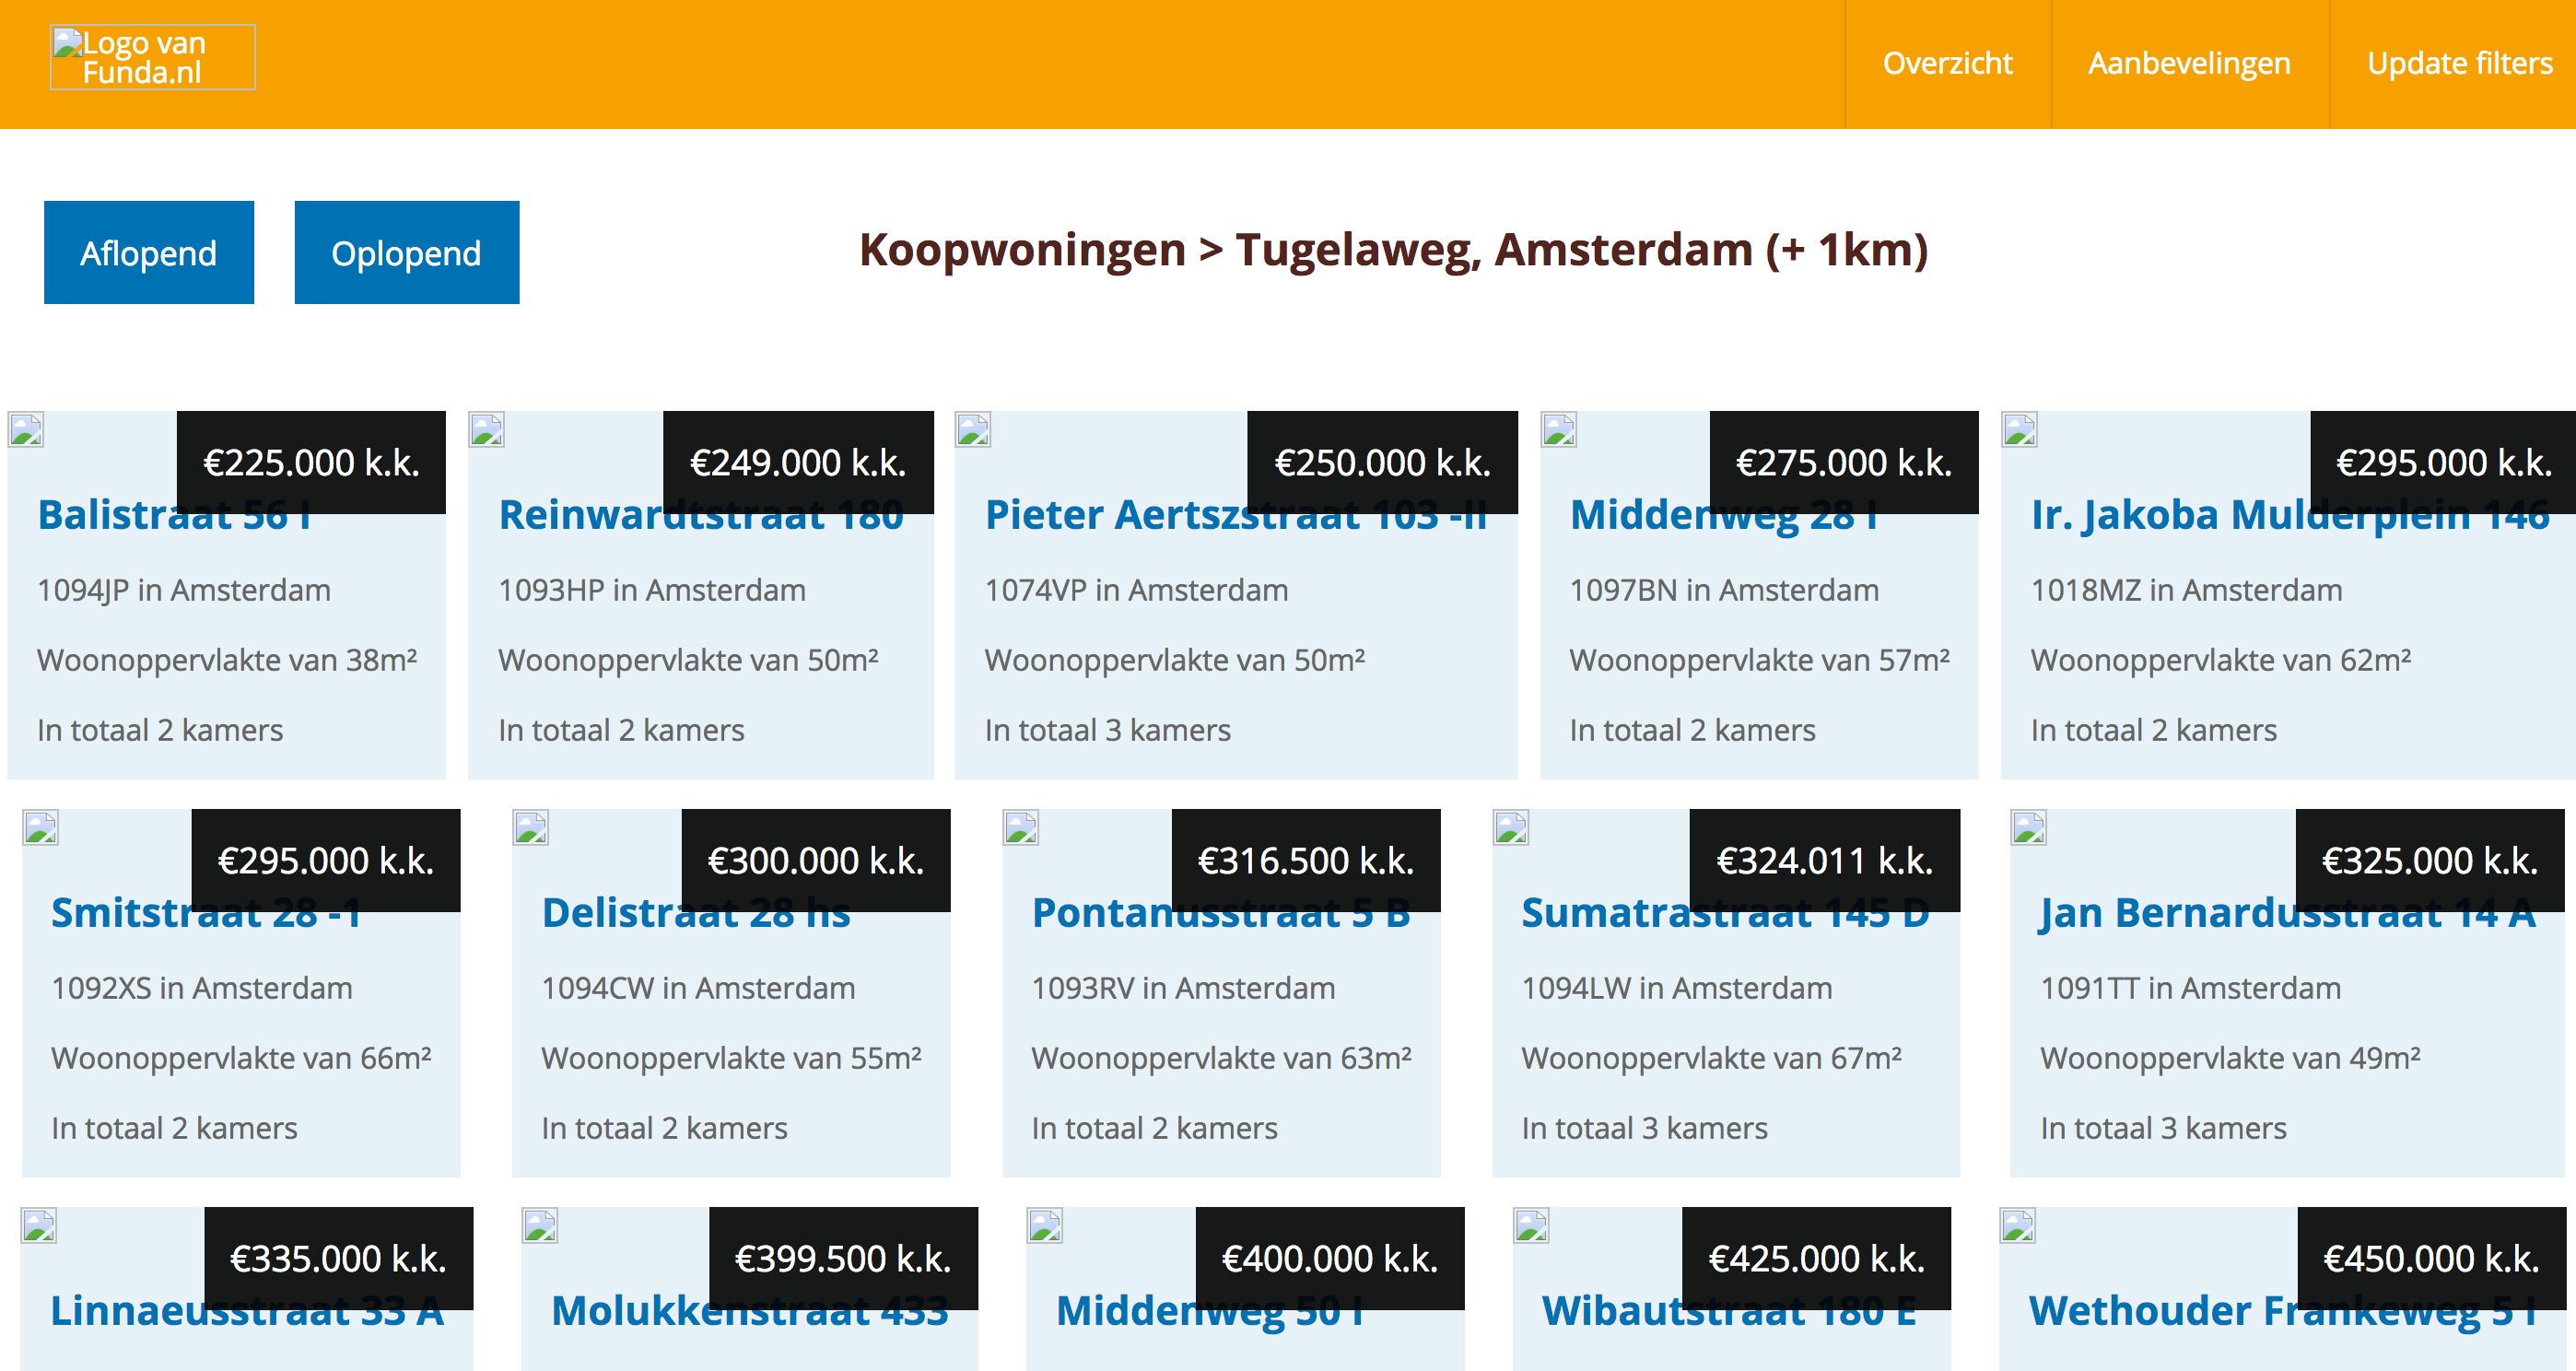 Logo van
Funda.nl
Overzicht
Aanbevelingen
Update filters
Aflopend
Oplopend
Koopwoningen > Tugelaweg, Amsterdam (+ 1km)
€225.000 k.k.
Balistraat 56 I
1094JP in Amsterdam
Woonoppervlakte van 38m²
In totaal 2 kamers
€249.000 k.k.
Reinwardtstraat 180
1093HP in Amsterdam
Woonoppervlakte van 50m²
In totaal 2 kamers
€250.000 k.k.
Pieter Aertszstraat 103 -II
1074VP in Amsterdam
Woonoppervlakte van 50m²
In totaal 3 kamers
€275.000 k.k.
Middenweg 28 I
1097BN in Amsterdam
Woonoppervlakte van 57m²
In totaal 2 kamers
€295.000 k.k.
Ir. Jakoba Mulderplein 146
1018MZ in Amsterdam
Woonoppervlakte van 62m²
In totaal 2 kamers
€295.000 k.k.
Smitstraat 28 -1
1092XS in Amsterdam
Woonoppervlakte van 66m²
In totaal 2 kamers
€300.000 k.k.
Delistraat 28 hs
1094CW in Amsterdam
Woonoppervlakte van 55m²
In totaal 2 kamers
€316.500 k.k.
Pontanusstraat 5 B
1093RV in Amsterdam
Woonoppervlakte van 63m²
In totaal 2 kamers
€324.011 k.k.
Sumatrastraat 145 D
1094LW in Amsterdam
Woonoppervlakte van 67m²
In totaal 3 kamers
€325.000 k.k.
Jan Bernardusstraat 14 A
1091TT in Amsterdam
Woonoppervlakte van 49m²
In totaal 3 kamers
€335.000 k.k.
Linnaeusstraat 33 A
€399.500 k.k.
Molukkenstraat 433
€400.000 k.k.
Middenweg 50 I
€425.000 k.k.
Wibautstraat 180 E
€450.000 k.k.
Wethouder Frankeweg 5 I